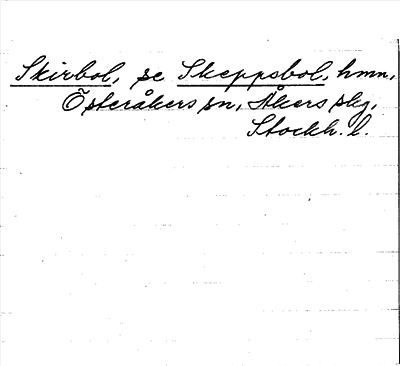 Skirbol, se Skeppsbol, hmn,
Österåkers sn, Åkers skg,
Stockh. l.